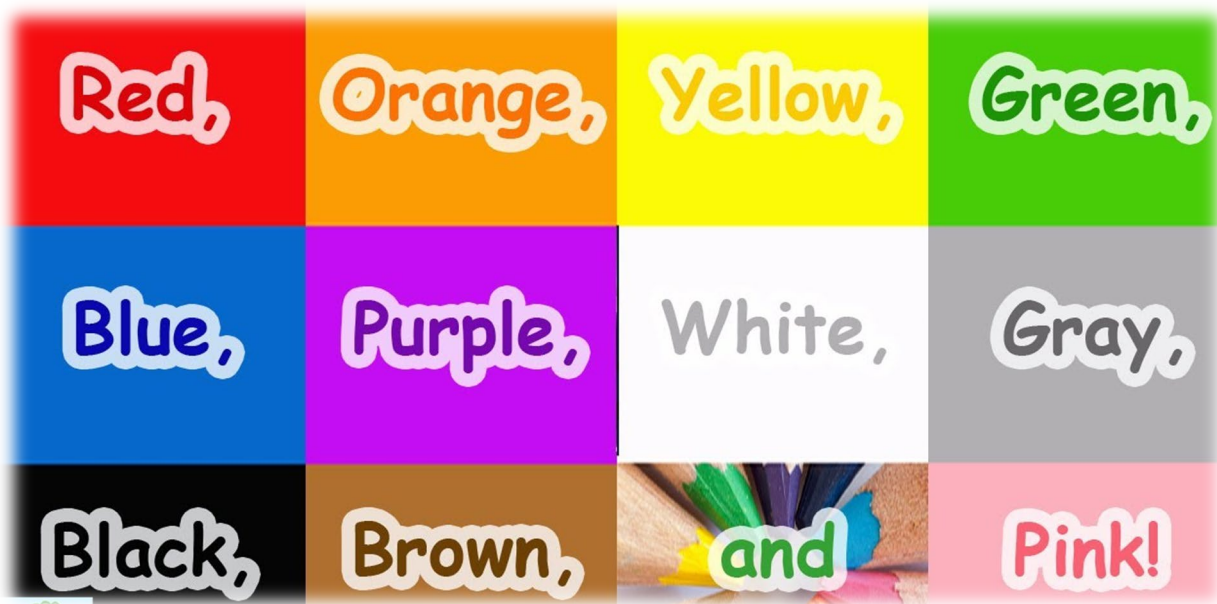 Red, Orange, Yellow, Green,
Blue, Purple, White, Gray,
Black, Brown, and Pink!